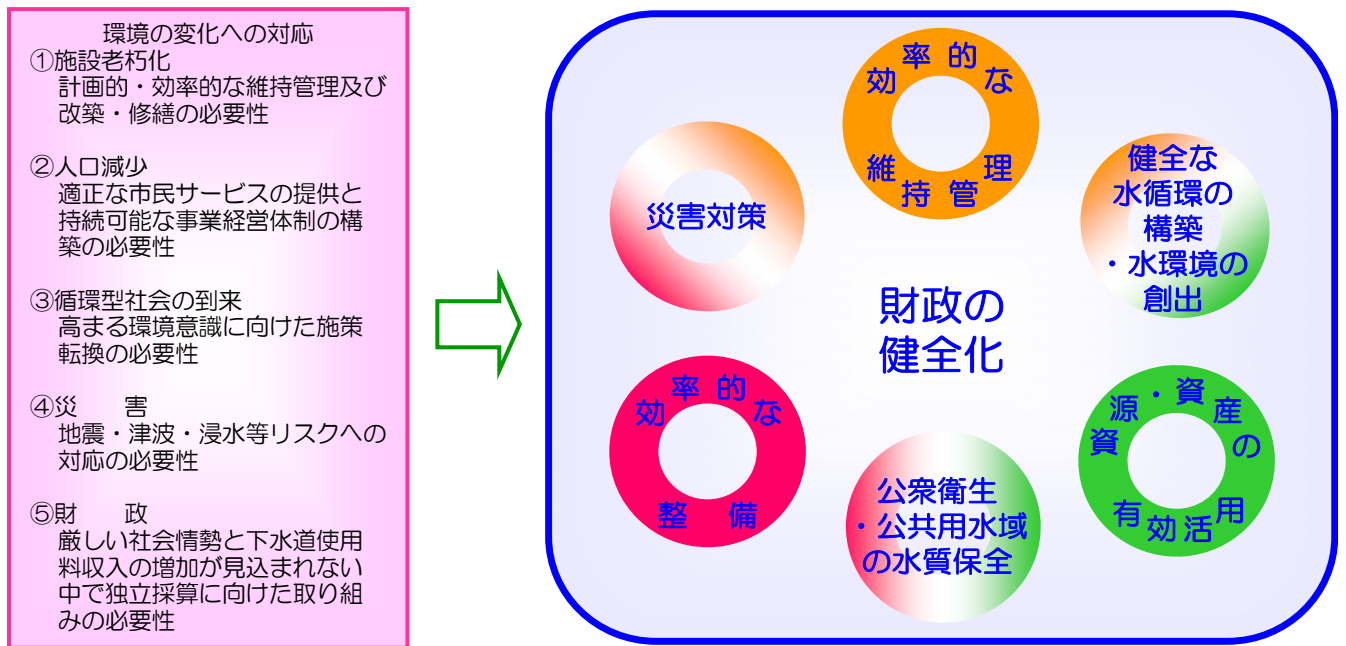 環境の変化への対応
①施設老朽化
計画的・効率的な維持管理及び
改築・修繕の必要性
②人口減少
適正な市民サービスの提供と
持続可能な事業経営体制の構
築の必要性
③循環型社会の到来
高まる環境意識に向けた施策
転換の必要性
④災　　害
地震・津波・浸水等リスクへの
対応の必要性
⑤財　　政
厳しい社会情勢と下水道使用
料収入の増加が見込まれない
中で独立採算に向けた取り組
みの必要性
効率的な
維持管理
災害対策
健全な
水循環の
構築
・水環境の
創出
財政の
健全化
効率的な
整備
資源・資産の
有効活用
公衆衛生
・公共用水域
の水質保全